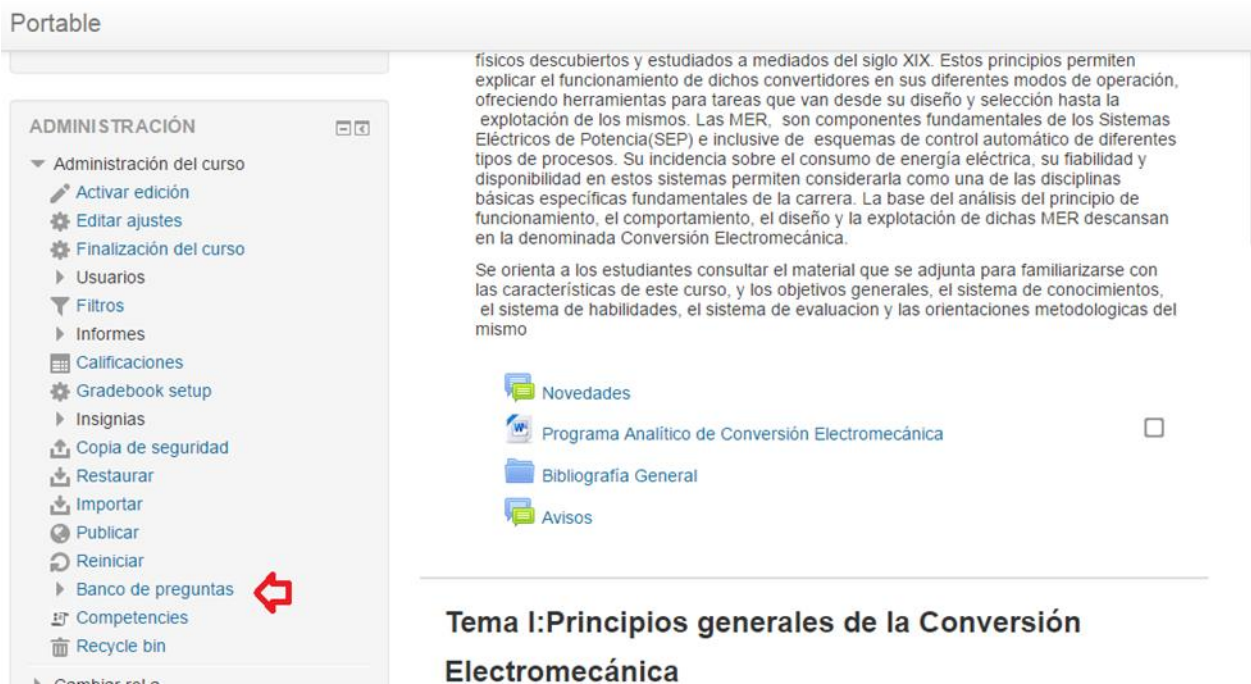 Portable
ADMINISTRACIÓN
Administración del curso
Activar edición
Editar ajustes
Finalización del curso
Usuarios
Filtros
Informes
Calificaciones
Gradebook setup
Insignias
Copia de seguridad
Restaurar
Importar
Publicar
Reiniciar
Banco de preguntas
Competencies
Recycle bin
físicos descubiertos y estudiados a mediados del siglo XIX. Estos principios permiten
explicar el funcionamiento de dichos convertidores en sus diferentes modos de operación,
ofreciendo herramientas para tareas que van desde su diseño y selección hasta la
explotación de los mismos. Las MER, son componentes fundamentales de los Sistemas
Eléctricos de Potencia(SEP) e inclusive de esquemas de control automático de diferentes
tipos de procesos. Su incidencia sobre el consumo de energía eléctrica, su fiabilidad y
disponibilidad en estos sistemas permiten considerarla como una de las disciplinas
básicas específicas fundamentales de la carrera. La base del análisis del principio de
funcionamiento, el comportamiento, el diseño y la explotación de dichas MER descansan
en la denominada Conversión Electromecánica.
Se orienta a los estudiantes consultar el material que se adjunta para familiarizarse con
las características de este curso, y los objetivos generales, el sistema de conocimientos,
el sistema de habilidades, el sistema de evaluacion y las orientaciones metodologicas del
mismo
Novedades
Programa Analítico de Conversión Electromecánica
Bibliografía General
Avisos
Tema I:Principios generales de la Conversión
Electromecánica